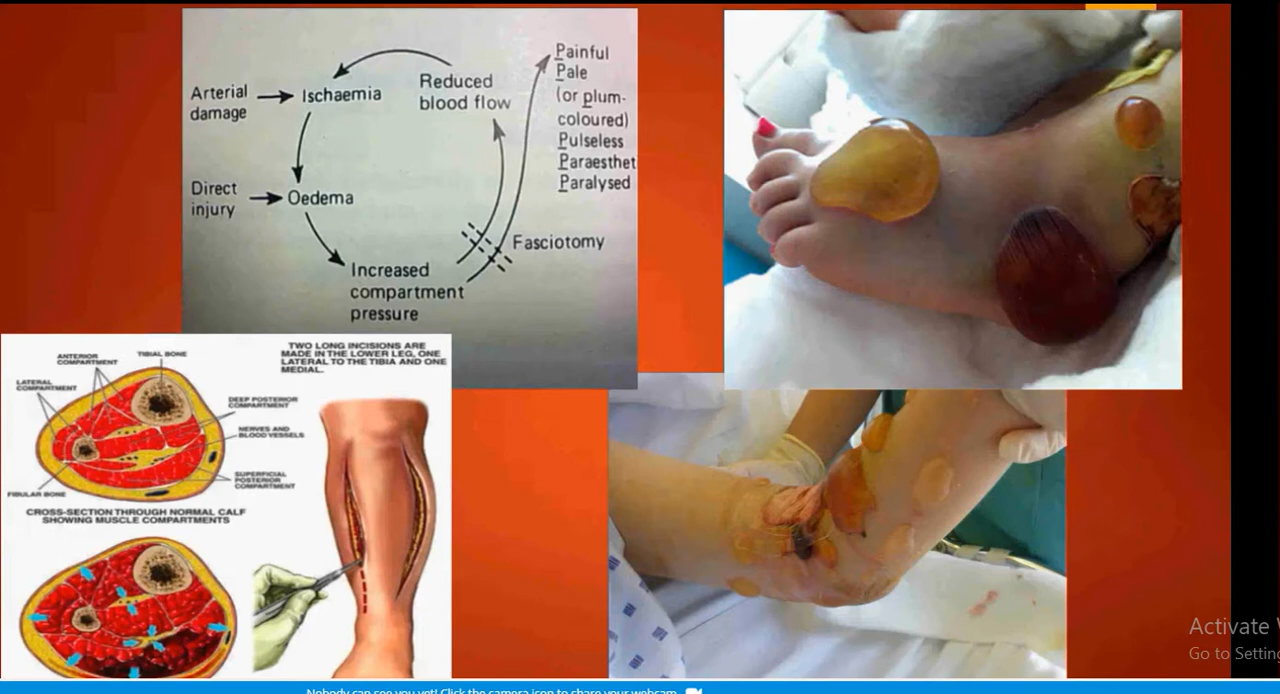 Arterial
damage
Ischaemia
Reduced
blood flow
Painful
Pale
(or plum-
coloured)
Pulseless
Paraesthet
Paralysed
Direct
injury
Oedema
Fasciotomy
Increased
compartment
pressure
TWO LONG INCISIONS ARE
MADE IN THE LOWER LEG, ONE
LATERAL TO THE TIBIA AND ONE
MEDIAL.
ANTERIOR
COMPARTMENT
TIBIAL BONE
LATERAL
COMPARTMENT
DEEP POSTERIOR
COMPARTMENT
NERVES AND
BLOOD VESSELS
SUPERFICIAL
POSTERIOR
COMPARTMENT
FIBULAR BONE
CROSS-SECTION THROUGH NORMAL CALF
SHOWING MUSCLE COMPARTMENTS
Activate
Go to Setting
Nobody can see you yet! Click the camera icon to share your webcam